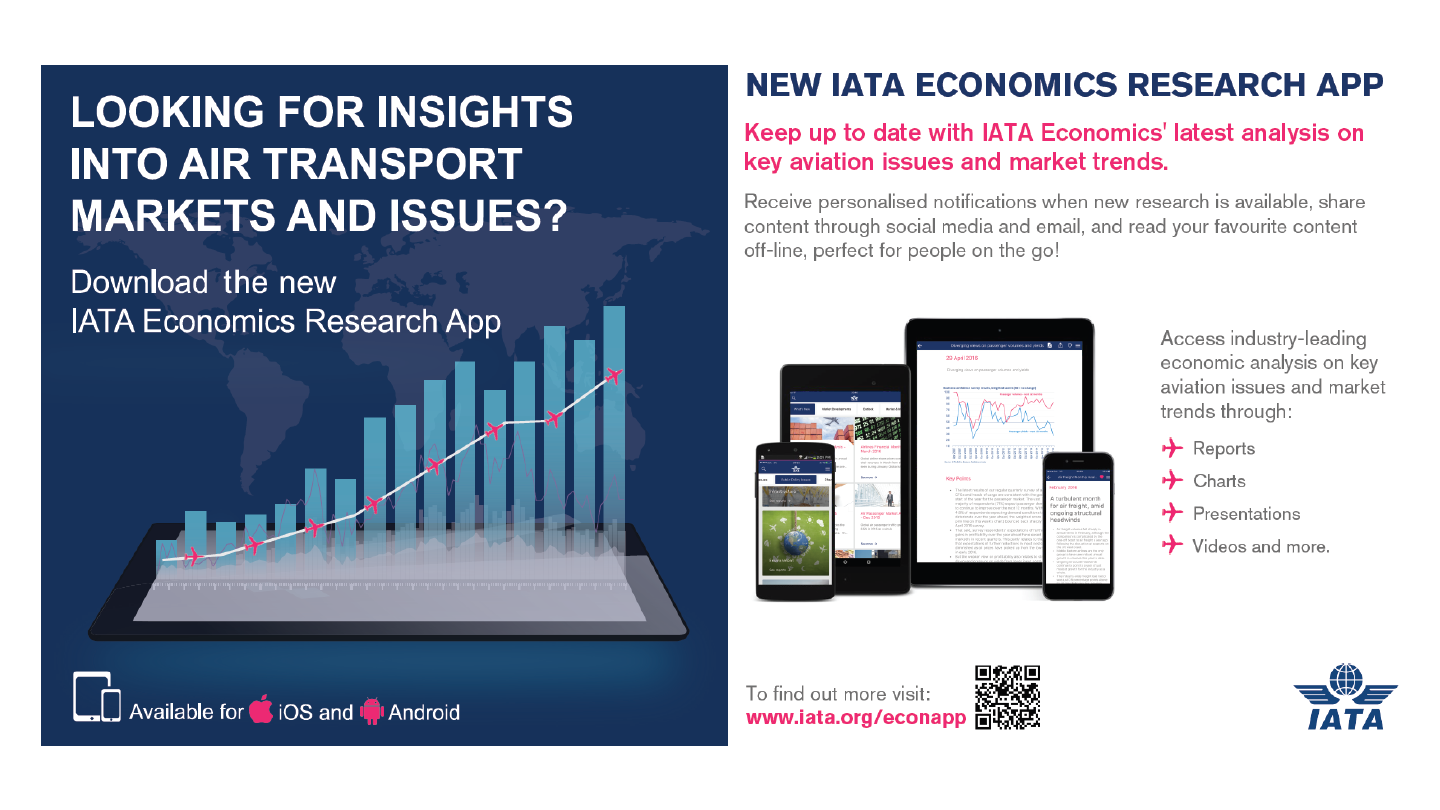 LOOKING FOR INSIGHTS
INTO AIR TRANSPORT
MARKETS AND ISSUES?
Download the new
IATA Economics Research App
Available for iOS and Android
NEW IATA ECONOMICS RESEARCH APP
Keep up to date with IATA Economics' latest analysis on
key aviation issues and market trends.
Receive personalised notifications when new research is available, share
content through social media and email, and read your favourite content
off-line, perfect for people on the go!
29 April 2016
Key Points
February 2016
A turbulent month
for air freight, amid
ongoing structural
headwinds
Access industry-leading
economic analysis on key
aviation issues and market
trends through:
Reports
Charts
Presentations
Videos and more.
To find out more visit:
www.iata.org/econapp
IATA